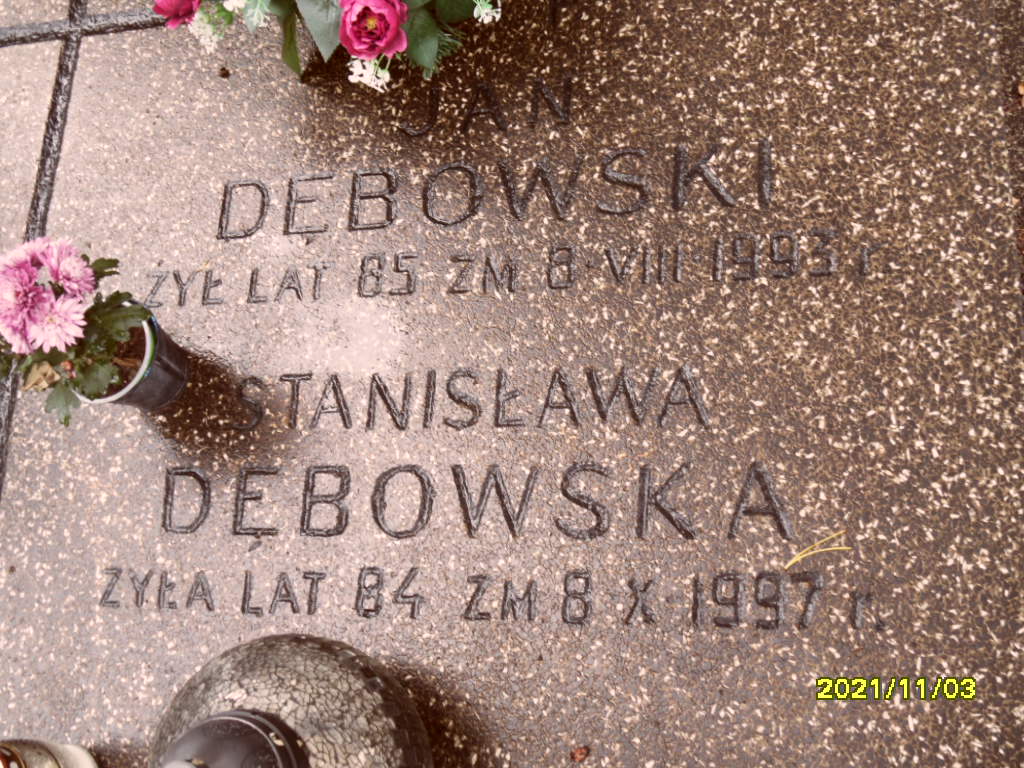 JAN
DĘBOWSKI
ŻYŁ LAT 85 ZM 8·VIII·1993 r
STANISŁAWA
DĘBOWSKA
ŻYŁA LAT 84 ZM 8·X·1997 r.
2021/11/03